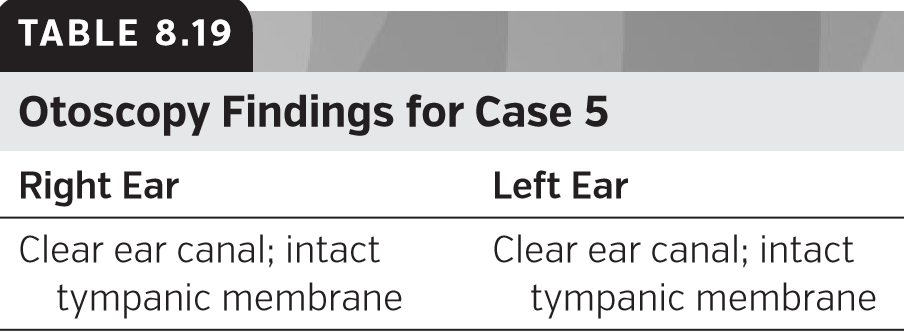 TABLE 8.19
Otoscopy Findings for Case 5
Right Ear Left Ear
Clear ear canal; intact Clear ear canal; intact
tympanic membrane tympanic membrane